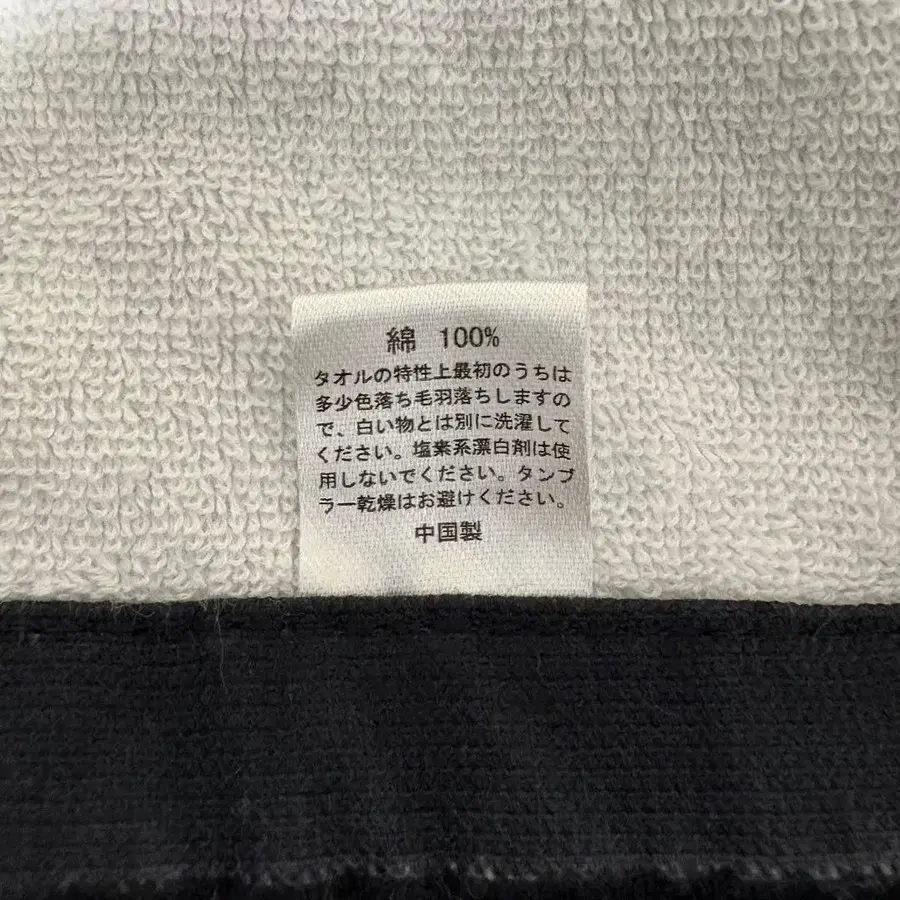 綿 100%
タオルの特性上最初のうちは
多少色落ち毛羽落ちしますの
で、白い物とは別に洗濯して
ください。塩素系漂白剤は使
用しないでください。タンブ
ラー乾燥はお避けください。
中国製